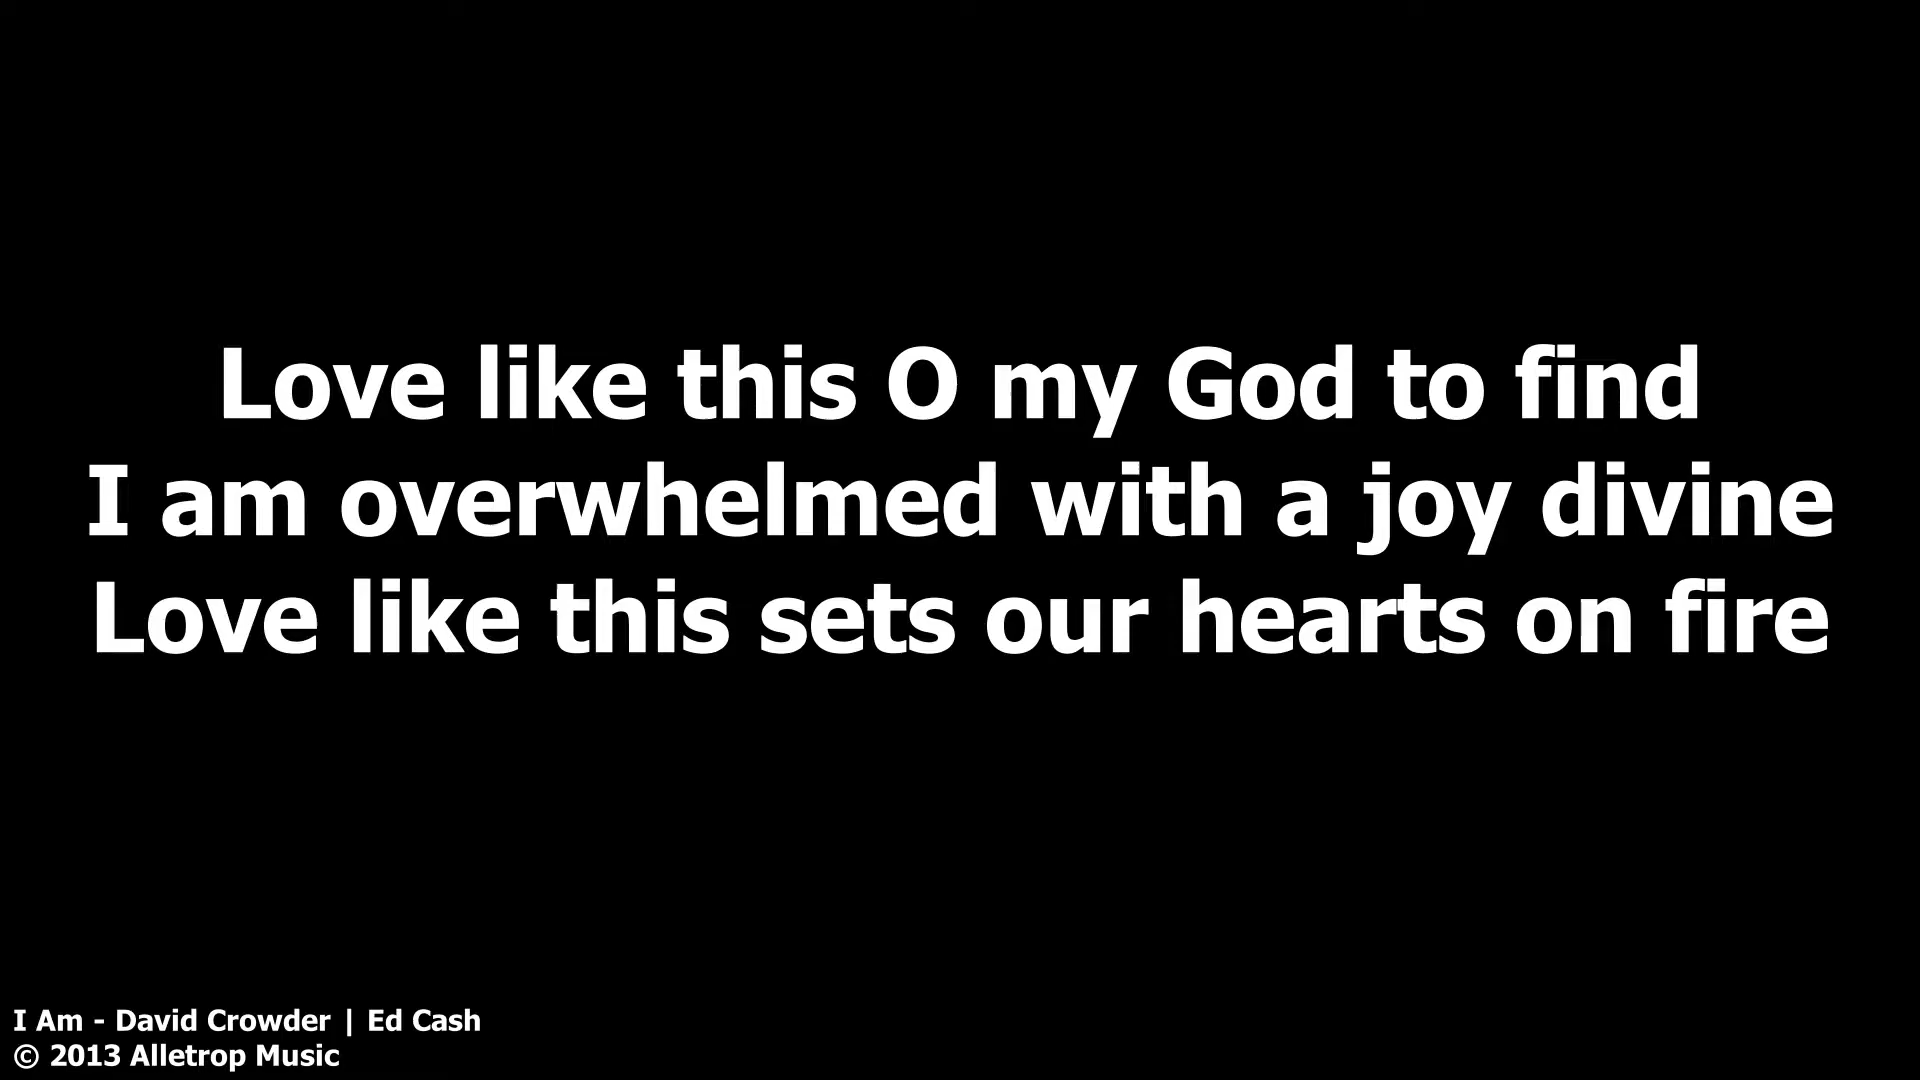 Love like this O my God to find
I am overwhelmed with a joy divine
Love like this sets our hearts on fire
I Am - David Crowder | Ed Cash
© 2013 Alletrop Music